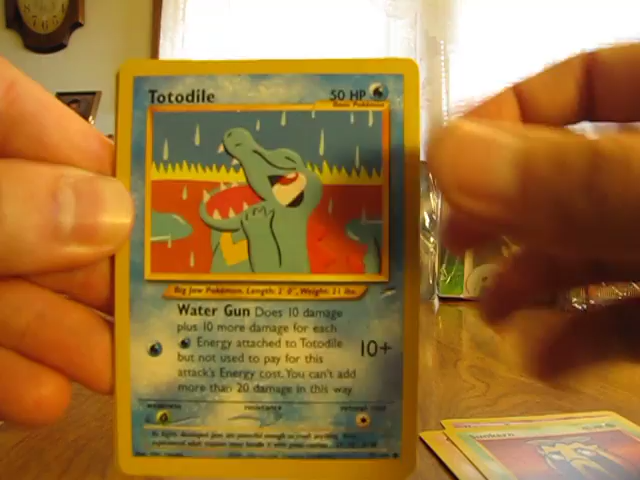 Totodile
50 HP
Basic Pokémon
Big Jaw Pokémon. Length: 2' 0", Weight: 21 lbs.
Water Gun Does 10 damage
plus 10 more damage for each
Energy attached to Totodile
but not used to pay for this
attack's Energy cost. You can't add
more than 20 damage in this way
10+
weakness
resistance
retreat cost
Sunkern